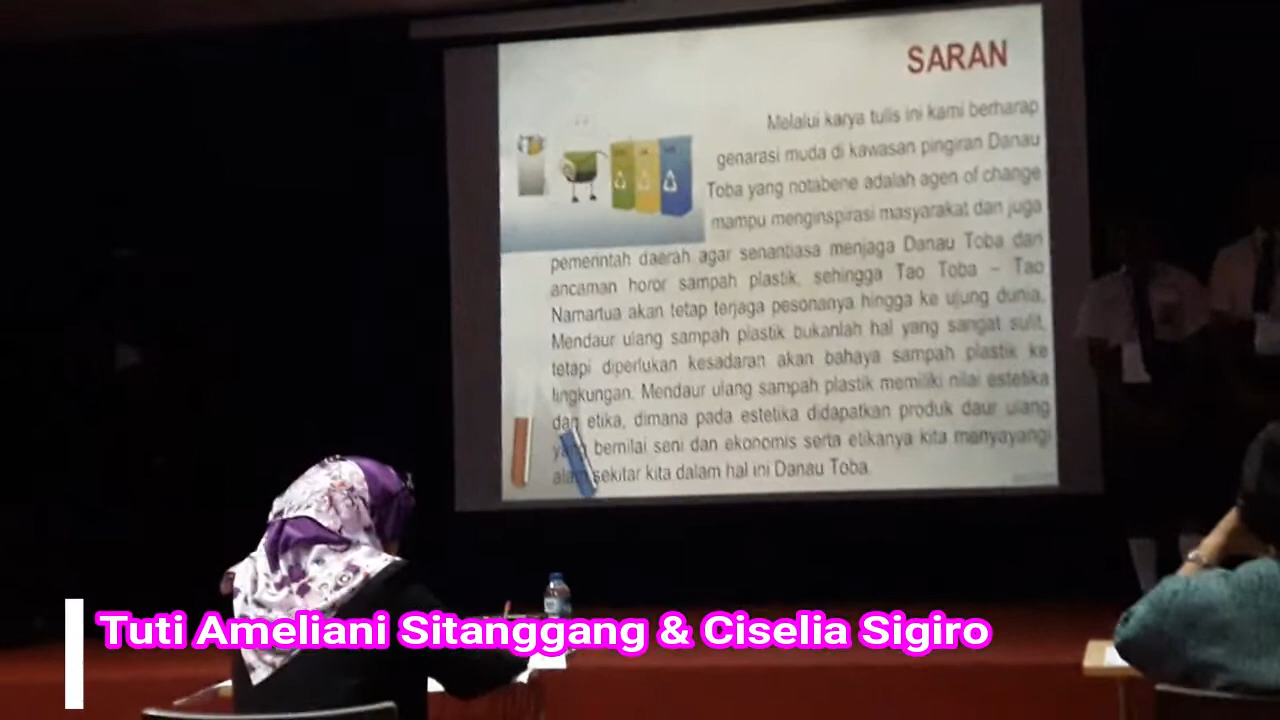 SARAN
Melalui karya tulis ini kami berharap
genarasi muda di kawasan pingiran Danau
Toba yang notabene adalah agen of change
mampu menginspirasi masyarakat dan juga
pemerintah daerah agar senantiasa menjaga Danau Toba dari
ancaman horor sampah plastik, sehingga Tao Toba – Tao
Namartua akan tetap terjaga pesonanya hingga ke ujung dunia.
Mendaur ulang sampah plastik bukanlah hal yang sangat sulit,
tetapi diperlukan kesadaran akan bahaya sampah plastik ke
lingkungan. Mendaur ulang sampah plastik memiliki nilai estetika
dan etika, dimana pada estetika didapatkan produk daur ulang
yang bernilai seni dan ekonomis serta etikanya kita menyayangi
alam sekitar kita dalam hal ini Danau Toba.
Tuti Ameliani Sitanggang & Ciselia Sigiro